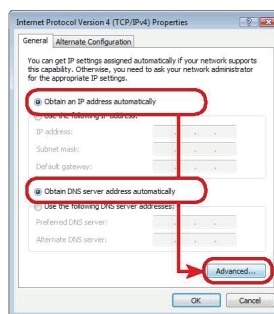 Internet Protocol Version 4 (TCP/IPv4) Properties
General
Alternate Configuration
You can get IP settings assigned automatically if your network supports
this capability. Otherwise, you need to ask your network administrator
for the appropriate IP settings.
Obtain an IP address automatically
Use the following IP address:
IP address:
Subnet mask:
Default gateway:
Obtain DNS server address automatically
Use the following DNS server addresses:
Preferred DNS server:
Alternate DNS server:
Advanced...
OK
Cancel